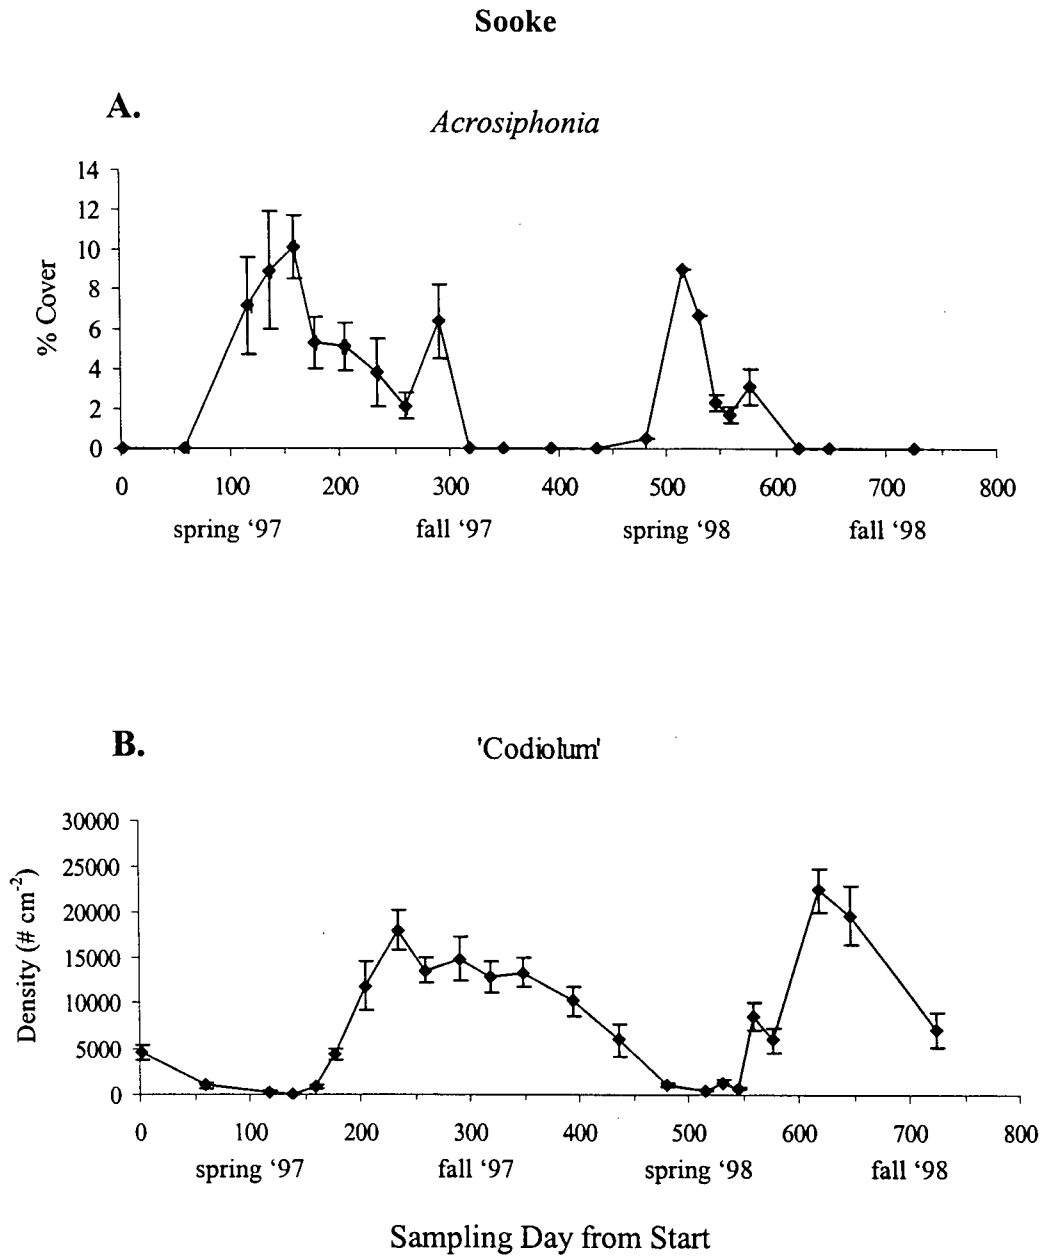 Sooke
A.
Acrosiphonia
14
12
10
8
6
4
2
0
% Cover
0 100 200 300 400 500 600 700 800
spring ‘97 fall ‘97 spring ‘98 fall ‘98
B.
'Codiolum'
30000
25000
20000
15000
10000
5000
0
Density (# cm⁻²)
0 100 200 300 400 500 600 700 800
spring ‘97 fall ‘97 spring ‘98 fall ‘98
Sampling Day from Start